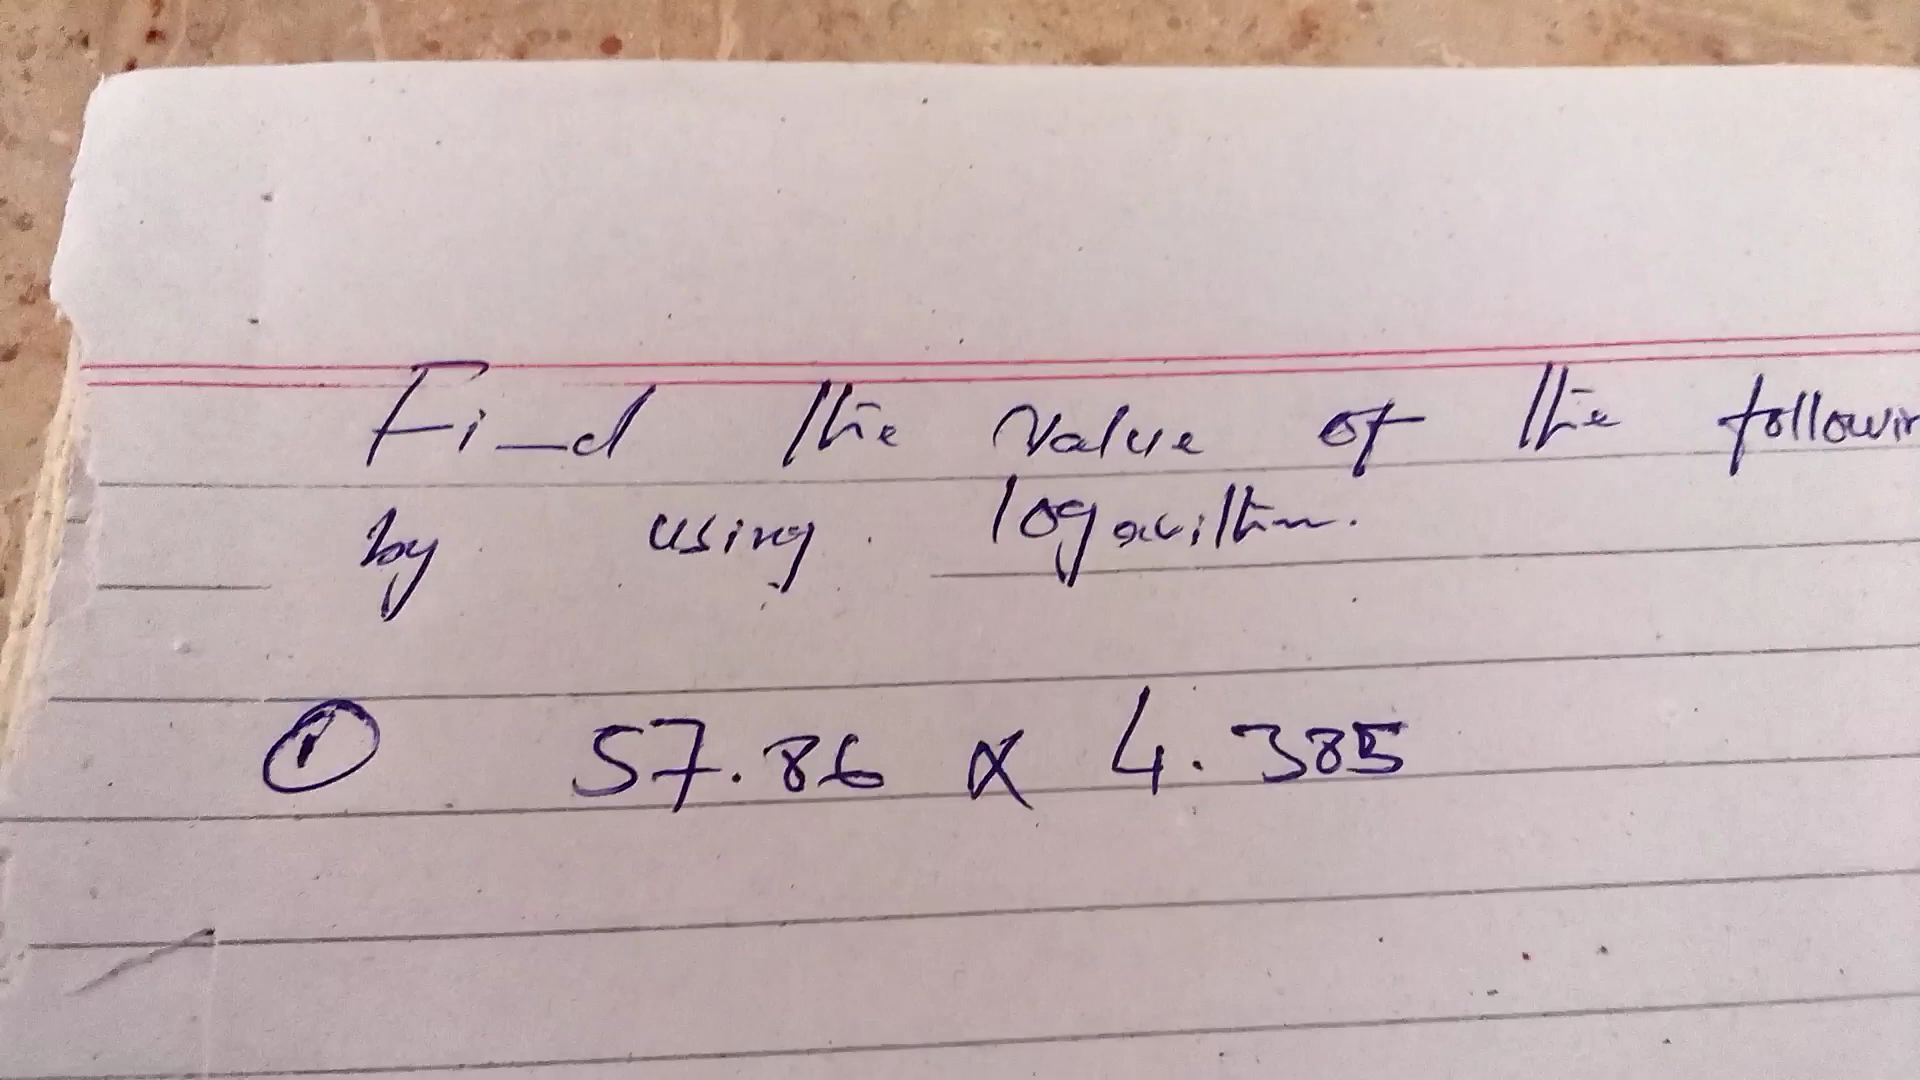 Find the value of the followin
by using logarithm.
① 57.86 × 4.385